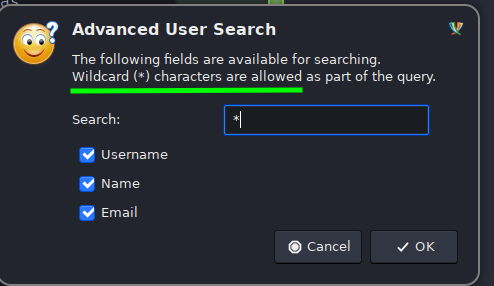 as
Advanced User Search
The following fields are available for searching.
Wildcard (*) characters are allowed as part of the query.
Search:
*
Username
Name
Email
Cancel
OK